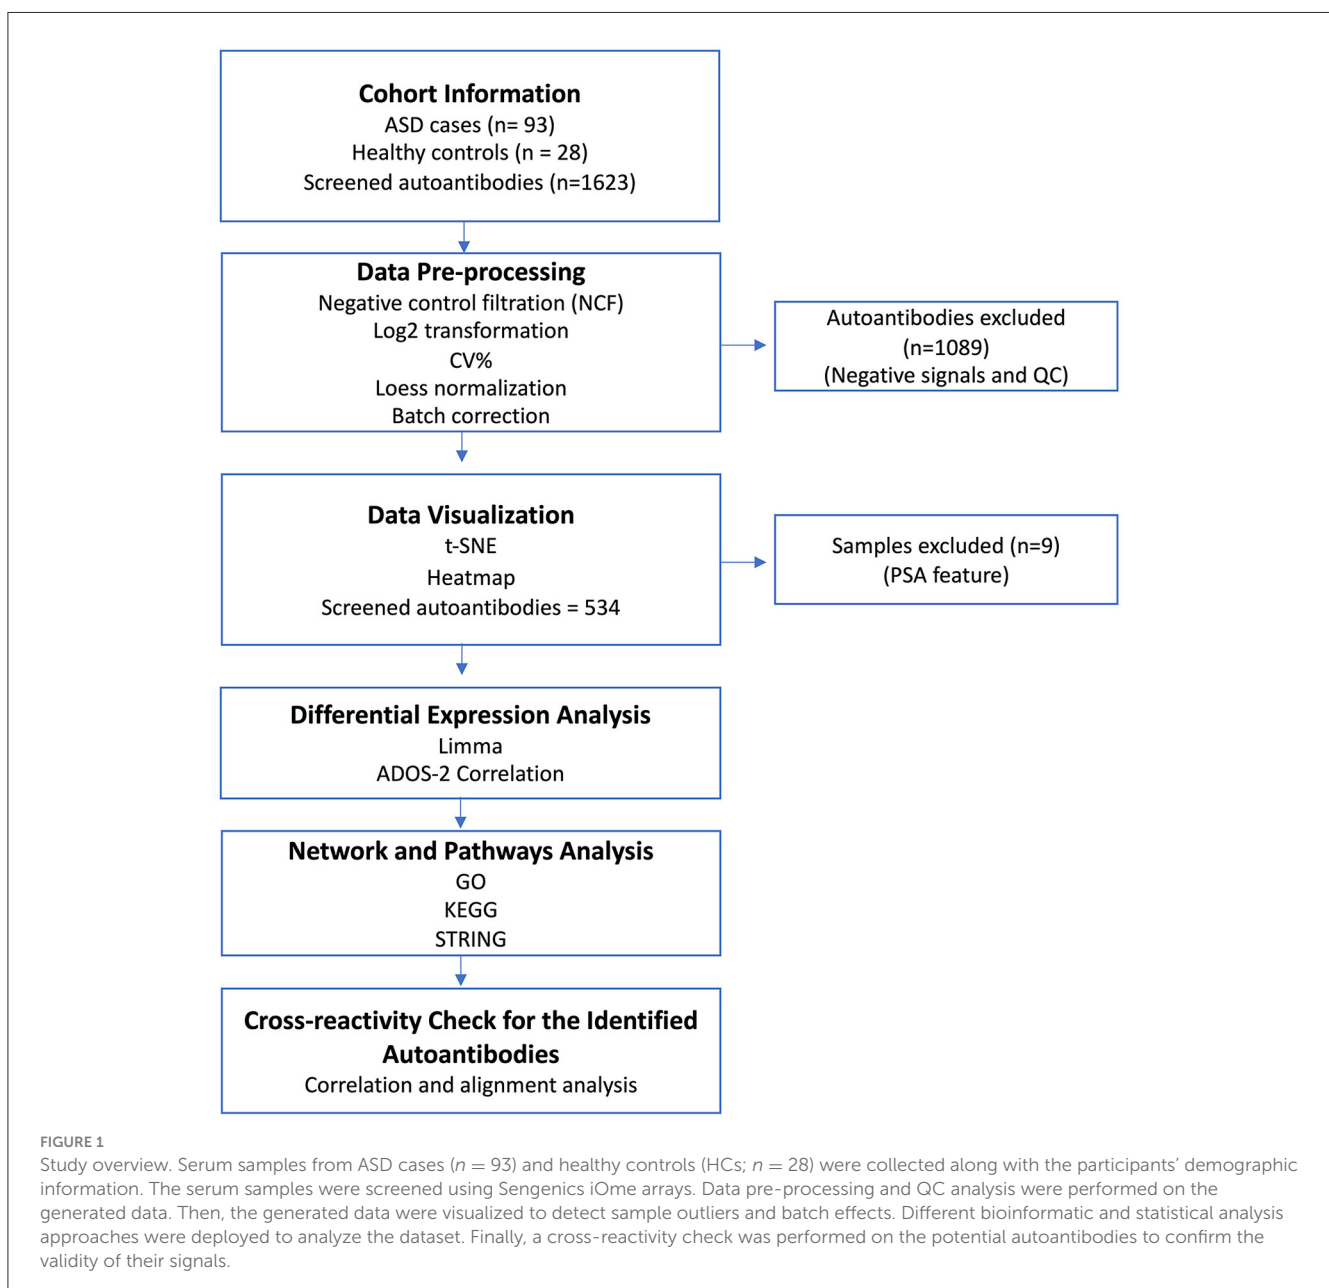 Cohort Information
ASD cases (n= 93)
Healthy controls (n = 28)
Screened autoantibodies (n=1623)
Data Pre-processing
Negative control filtration (NCF)
Log2 transformation
CV%
Loess normalization
Batch correction
Autoantibodies excluded
(n=1089)
(Negative signals and QC)
Data Visualization
t-SNE
Heatmap
Screened autoantibodies = 534
Samples excluded (n=9)
(PSA feature)
Differential Expression Analysis
Limma
ADOS-2 Correlation
Network and Pathways Analysis
GO
KEGG
STRING
Cross-reactivity Check for the Identified
Autoantibodies
Correlation and alignment analysis
FIGURE 1
Study overview. Serum samples from ASD cases (n = 93) and healthy controls (HCs; n = 28) were collected along with the participants' demographic
information. The serum samples were screened using Sengenics iOme arrays. Data pre-processing and QC analysis were performed on the
generated data. Then, the generated data were visualized to detect sample outliers and batch effects. Different bioinformatic and statistical analysis
approaches were deployed to analyze the dataset. Finally, a cross-reactivity check was performed on the potential autoantibodies to confirm the
validity of their signals.